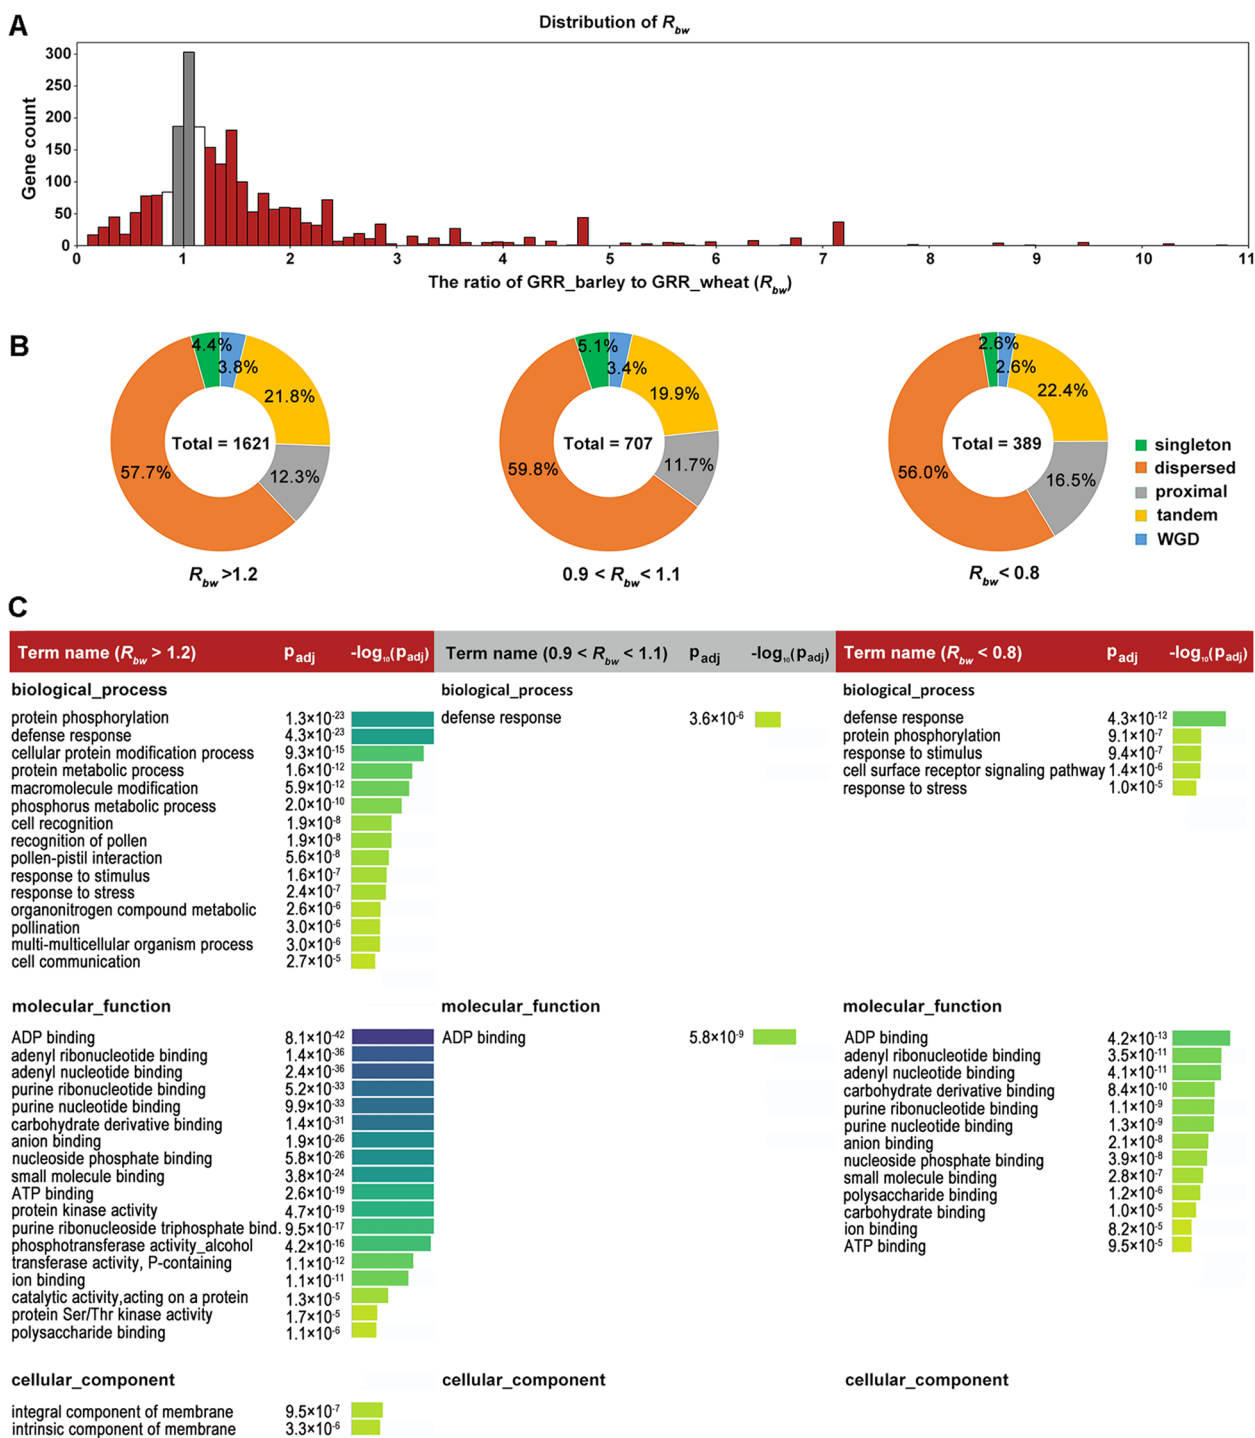 A
Distribution of R_bw
Gene count
300
250
200
150
100
50
0
0 1 2 3 4 5 6 7 8 9 10 11
The ratio of GRR_barley to GRR_wheat (R_bw)
B
4.4%
3.8%
21.8%
Total = 1621
57.7%
12.3%
R_bw >1.2
5.1%
3.4%
19.9%
Total = 707
59.8%
11.7%
0.9 < R_bw < 1.1
2.6%
2.6%
22.4%
Total = 389
56.0%
16.5%
R_bw < 0.8
singleton
dispersed
proximal
tandem
WGD
C
Term name (R_bw > 1.2) p_adj -log₁₀(p_adj) Term name (0.9 < R_bw < 1.1) p_adj -log₁₀(p_adj) Term name (R_bw < 0.8) p_adj -log₁₀(p_adj)
biological_process biological_process biological_process
protein phosphorylation 1.3×10⁻²³ defense response 3.6×10⁻⁶ defense response 4.3×10⁻¹²
defense response 4.3×10⁻²³ protein phosphorylation 9.1×10⁻⁷
cellular protein modification process 9.3×10⁻¹⁵ response to stimulus 9.4×10⁻⁷
protein metabolic process 1.6×10⁻¹² cell surface receptor signaling pathway 1.4×10⁻⁶
macromolecule modification 5.9×10⁻¹² response to stress 1.0×10⁻⁵
phosphorus metabolic process 2.0×10⁻¹⁰
cell recognition 1.9×10⁻⁸
recognition of pollen 1.9×10⁻⁸
pollen-pistil interaction 5.6×10⁻⁸
response to stimulus 1.6×10⁻⁷
response to stress 2.4×10⁻⁷
organonitrogen compound metabolic 2.6×10⁻⁶
pollination 3.0×10⁻⁶
multi-multicellular organism process 3.0×10⁻⁶
cell communication 2.7×10⁻⁵
molecular_function molecular_function molecular_function
ADP binding 8.1×10⁻⁴² ADP binding 5.8×10⁻⁹ ADP binding 4.2×10⁻¹³
adenyl ribonucleotide binding 1.4×10⁻³⁶ adenyl ribonucleotide binding 3.5×10⁻¹¹
adenyl nucleotide binding 2.4×10⁻³⁶ adenyl nucleotide binding 4.1×10⁻¹¹
purine ribonucleotide binding 5.2×10⁻³³ carbohydrate derivative binding 8.4×10⁻¹⁰
purine nucleotide binding 9.9×10⁻³³ purine ribonucleotide binding 1.1×10⁻⁹
carbohydrate derivative binding 1.4×10⁻³¹ purine nucleotide binding 1.3×10⁻⁹
anion binding 1.9×10⁻²⁶ anion binding 2.1×10⁻⁸
nucleoside phosphate binding 5.8×10⁻²⁶ nucleoside phosphate binding 3.9×10⁻⁸
small molecule binding 3.8×10⁻²⁴ small molecule binding 2.8×10⁻⁷
ATP binding 2.6×10⁻¹⁹ polysaccharide binding 1.2×10⁻⁶
protein kinase activity 4.7×10⁻¹⁹ carbohydrate binding 1.0×10⁻⁵
purine ribonucleoside triphosphate bind. 9.5×10⁻¹⁷ ion binding 8.2×10⁻⁵
phosphotransferase activity_alcohol 4.2×10⁻¹⁶ ATP binding 9.5×10⁻⁵
transferase activity, P-containing 1.1×10⁻¹²
ion binding 1.1×10⁻¹¹
catalytic activity,acting on a protein 1.3×10⁻⁵
protein Ser/Thr kinase activity 1.7×10⁻⁵
polysaccharide binding 1.1×10⁻⁶
cellular_component cellular_component cellular_component
integral component of membrane 9.5×10⁻⁷
intrinsic component of membrane 3.3×10⁻⁶